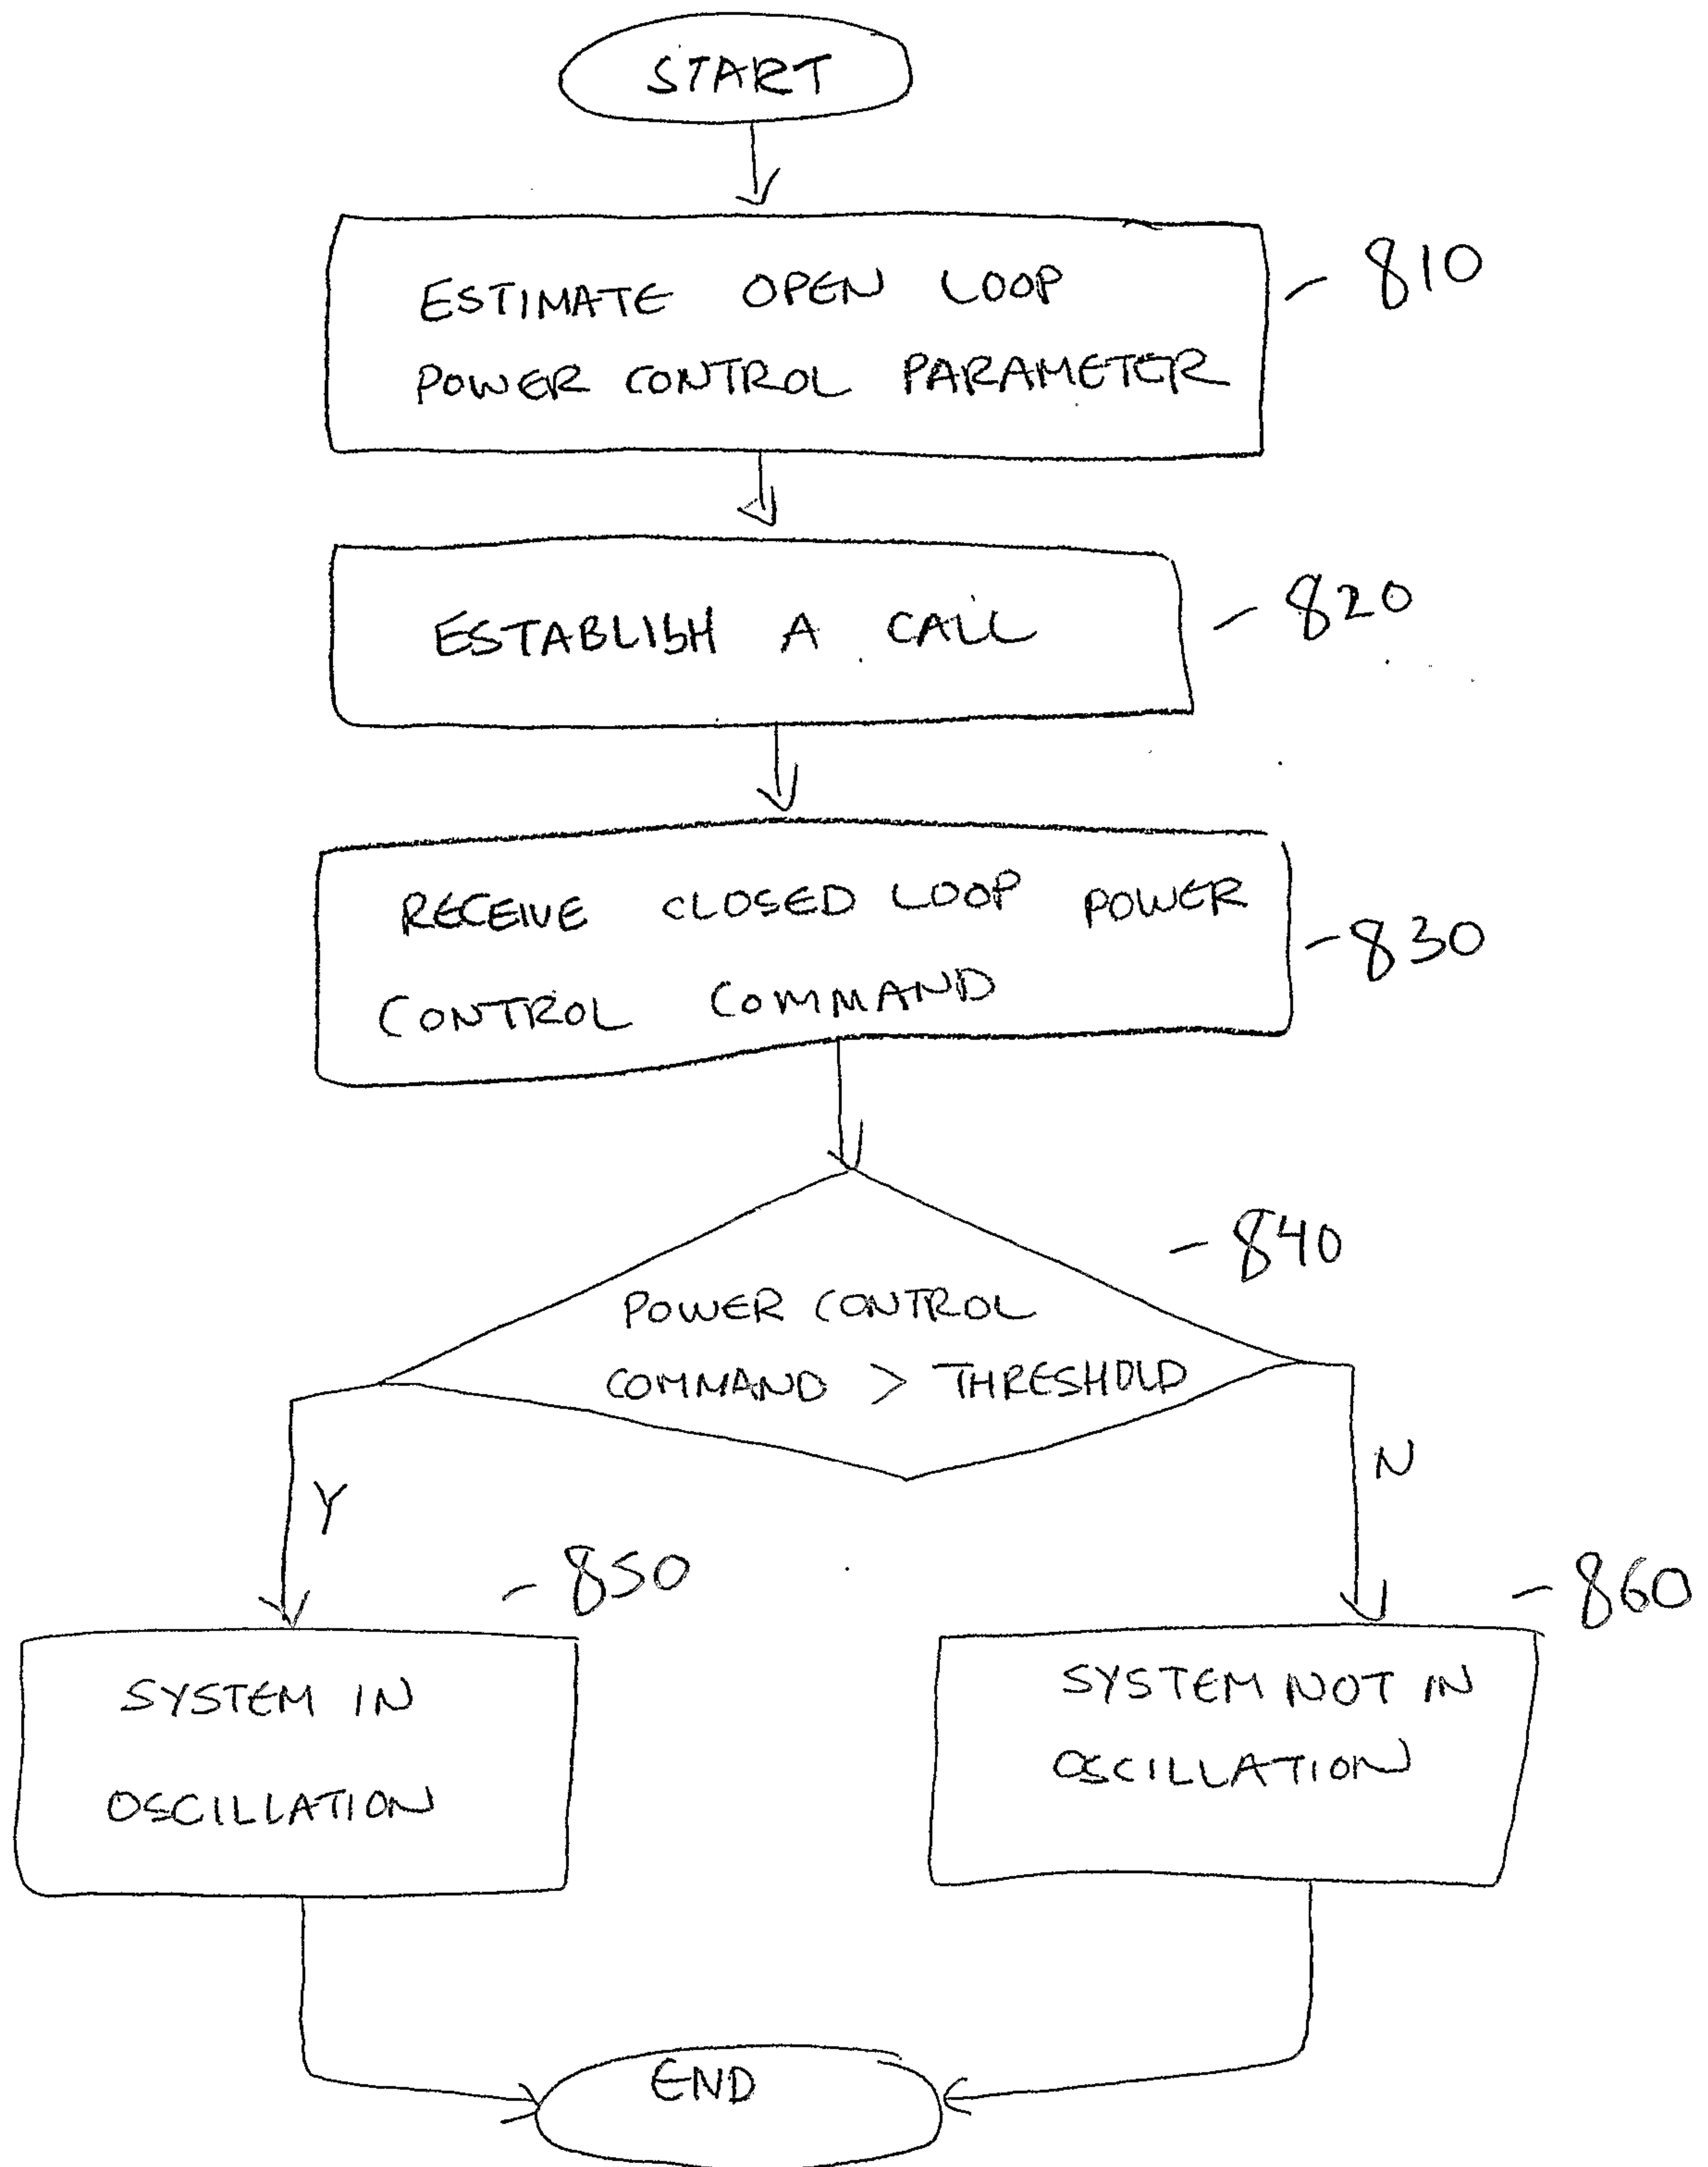 START
ESTIMATE OPEN LOOP
POWER CONTROL PARAMETER
- 810
ESTABLISH A CALL
- 820
RECEIVE CLOSED LOOP POWER
CONTROL COMMAND
- 830
- 840
POWER CONTROL
COMMAND > THRESHOLD
Y
N
- 850
- 860
SYSTEM IN
OSCILLATION
SYSTEM NOT IN
OSCILLATION
END